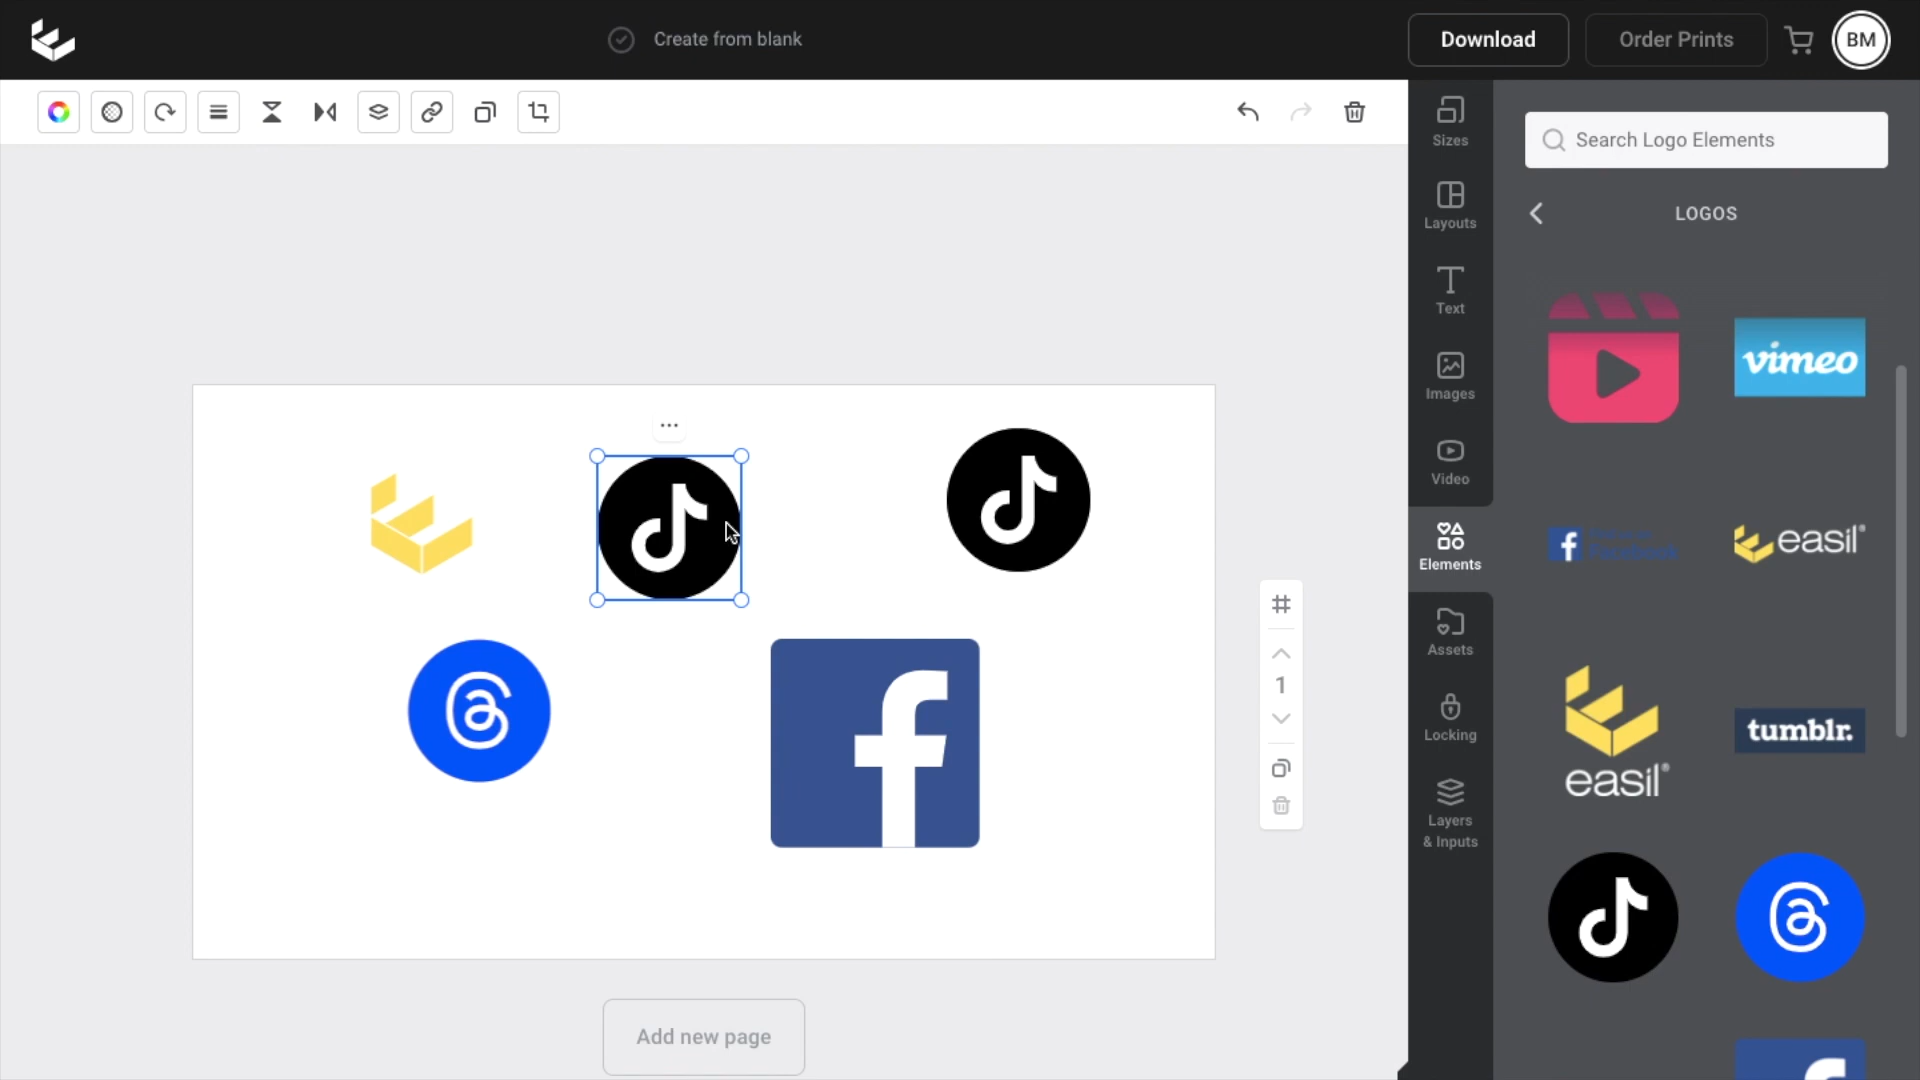 Create from blank
Download
Order Prints
BM
Sizes
Layouts
Text
Images
Video
Elements
Assets
Locking
Layers
& Inputs
Search Logo Elements
LOGOS
vimeo
f
Facebook
easil®
easil®
tumblr.
f
1
Add new page